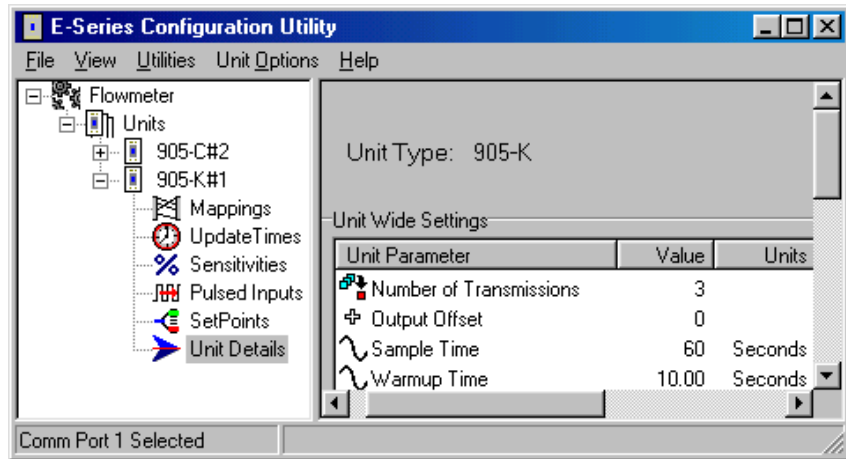 E-Series Configuration Utility
File View Utilities Unit Options Help
Flowmeter
Units
905-C#2
905-K#1
Mappings
UpdateTimes
Sensitivities
Pulsed Inputs
SetPoints
Unit Details
Unit Type: 905-K
Unit Wide Settings
Unit Parameter Value Units
Number of Transmissions 3
Output Offset 0
Sample Time 60 Seconds
Warmup Time 10.00 Seconds
Comm Port 1 Selected